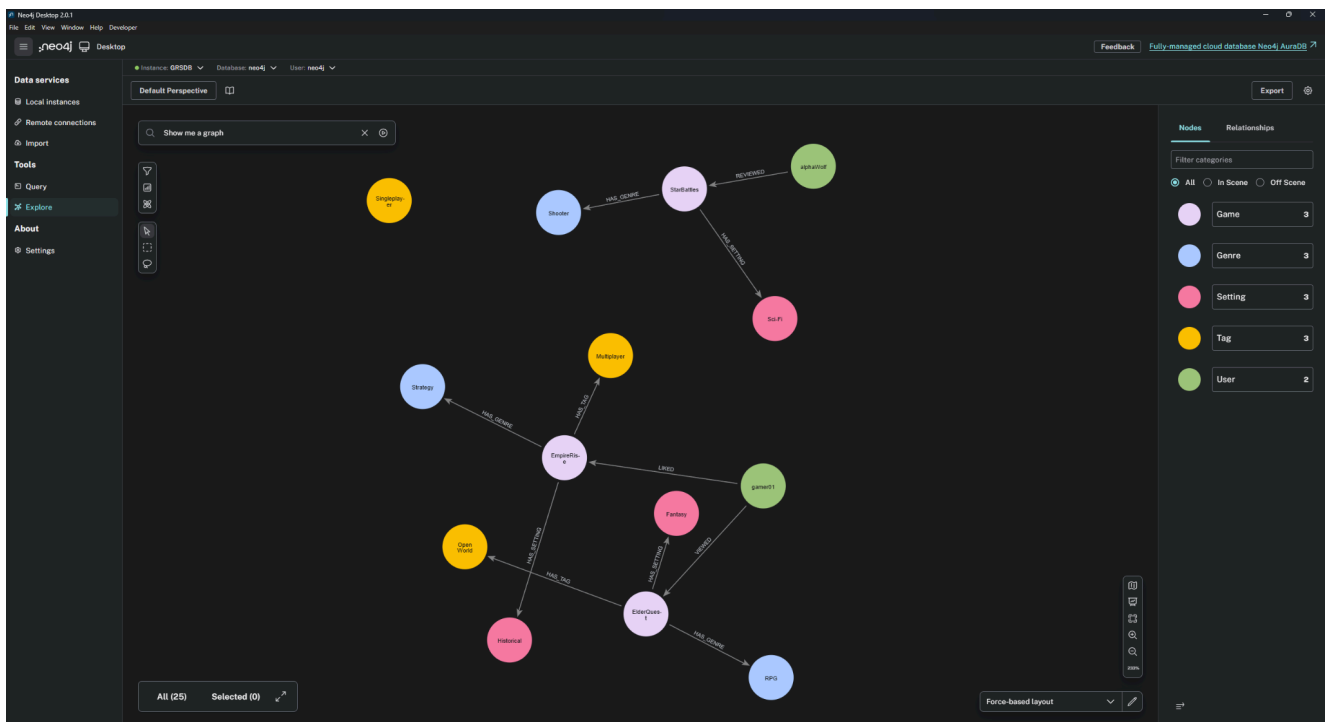 Neo4j Desktop 2.0.1
File Edit View Window Help Developer
neo4j Desktop
Feedback
Fully-managed cloud database Neo4j AuraDB
Data services
Local instances
Remote connections
Import
Tools
Query
Explore
About
Settings
Instance: GRSDB Database: neo4j User: neo4j
Default Perspective
Export
Show me a graph
Singleplay-
er
Shooter
HAS_GENRE
StarBattles
REVIEWED
alphaWolf
HAS_SETTING
Sci-Fi
Multiplayer
Strategy
HAS_TAG
HAS_GENRE
EmpireRis-
e
LIKED
gamer01
Fantasy
HAS_SETTING
VIEWED
Open
World
HAS_TAG
HAS_SETTING
ElderQues-
t
Historical
HAS_GENRE
RPG
All (25) Selected (0)
Force-based layout
Nodes Relationships
Filter categories
All In Scene Off Scene
Game 3
Genre 3
Setting 3
Tag 3
User 2